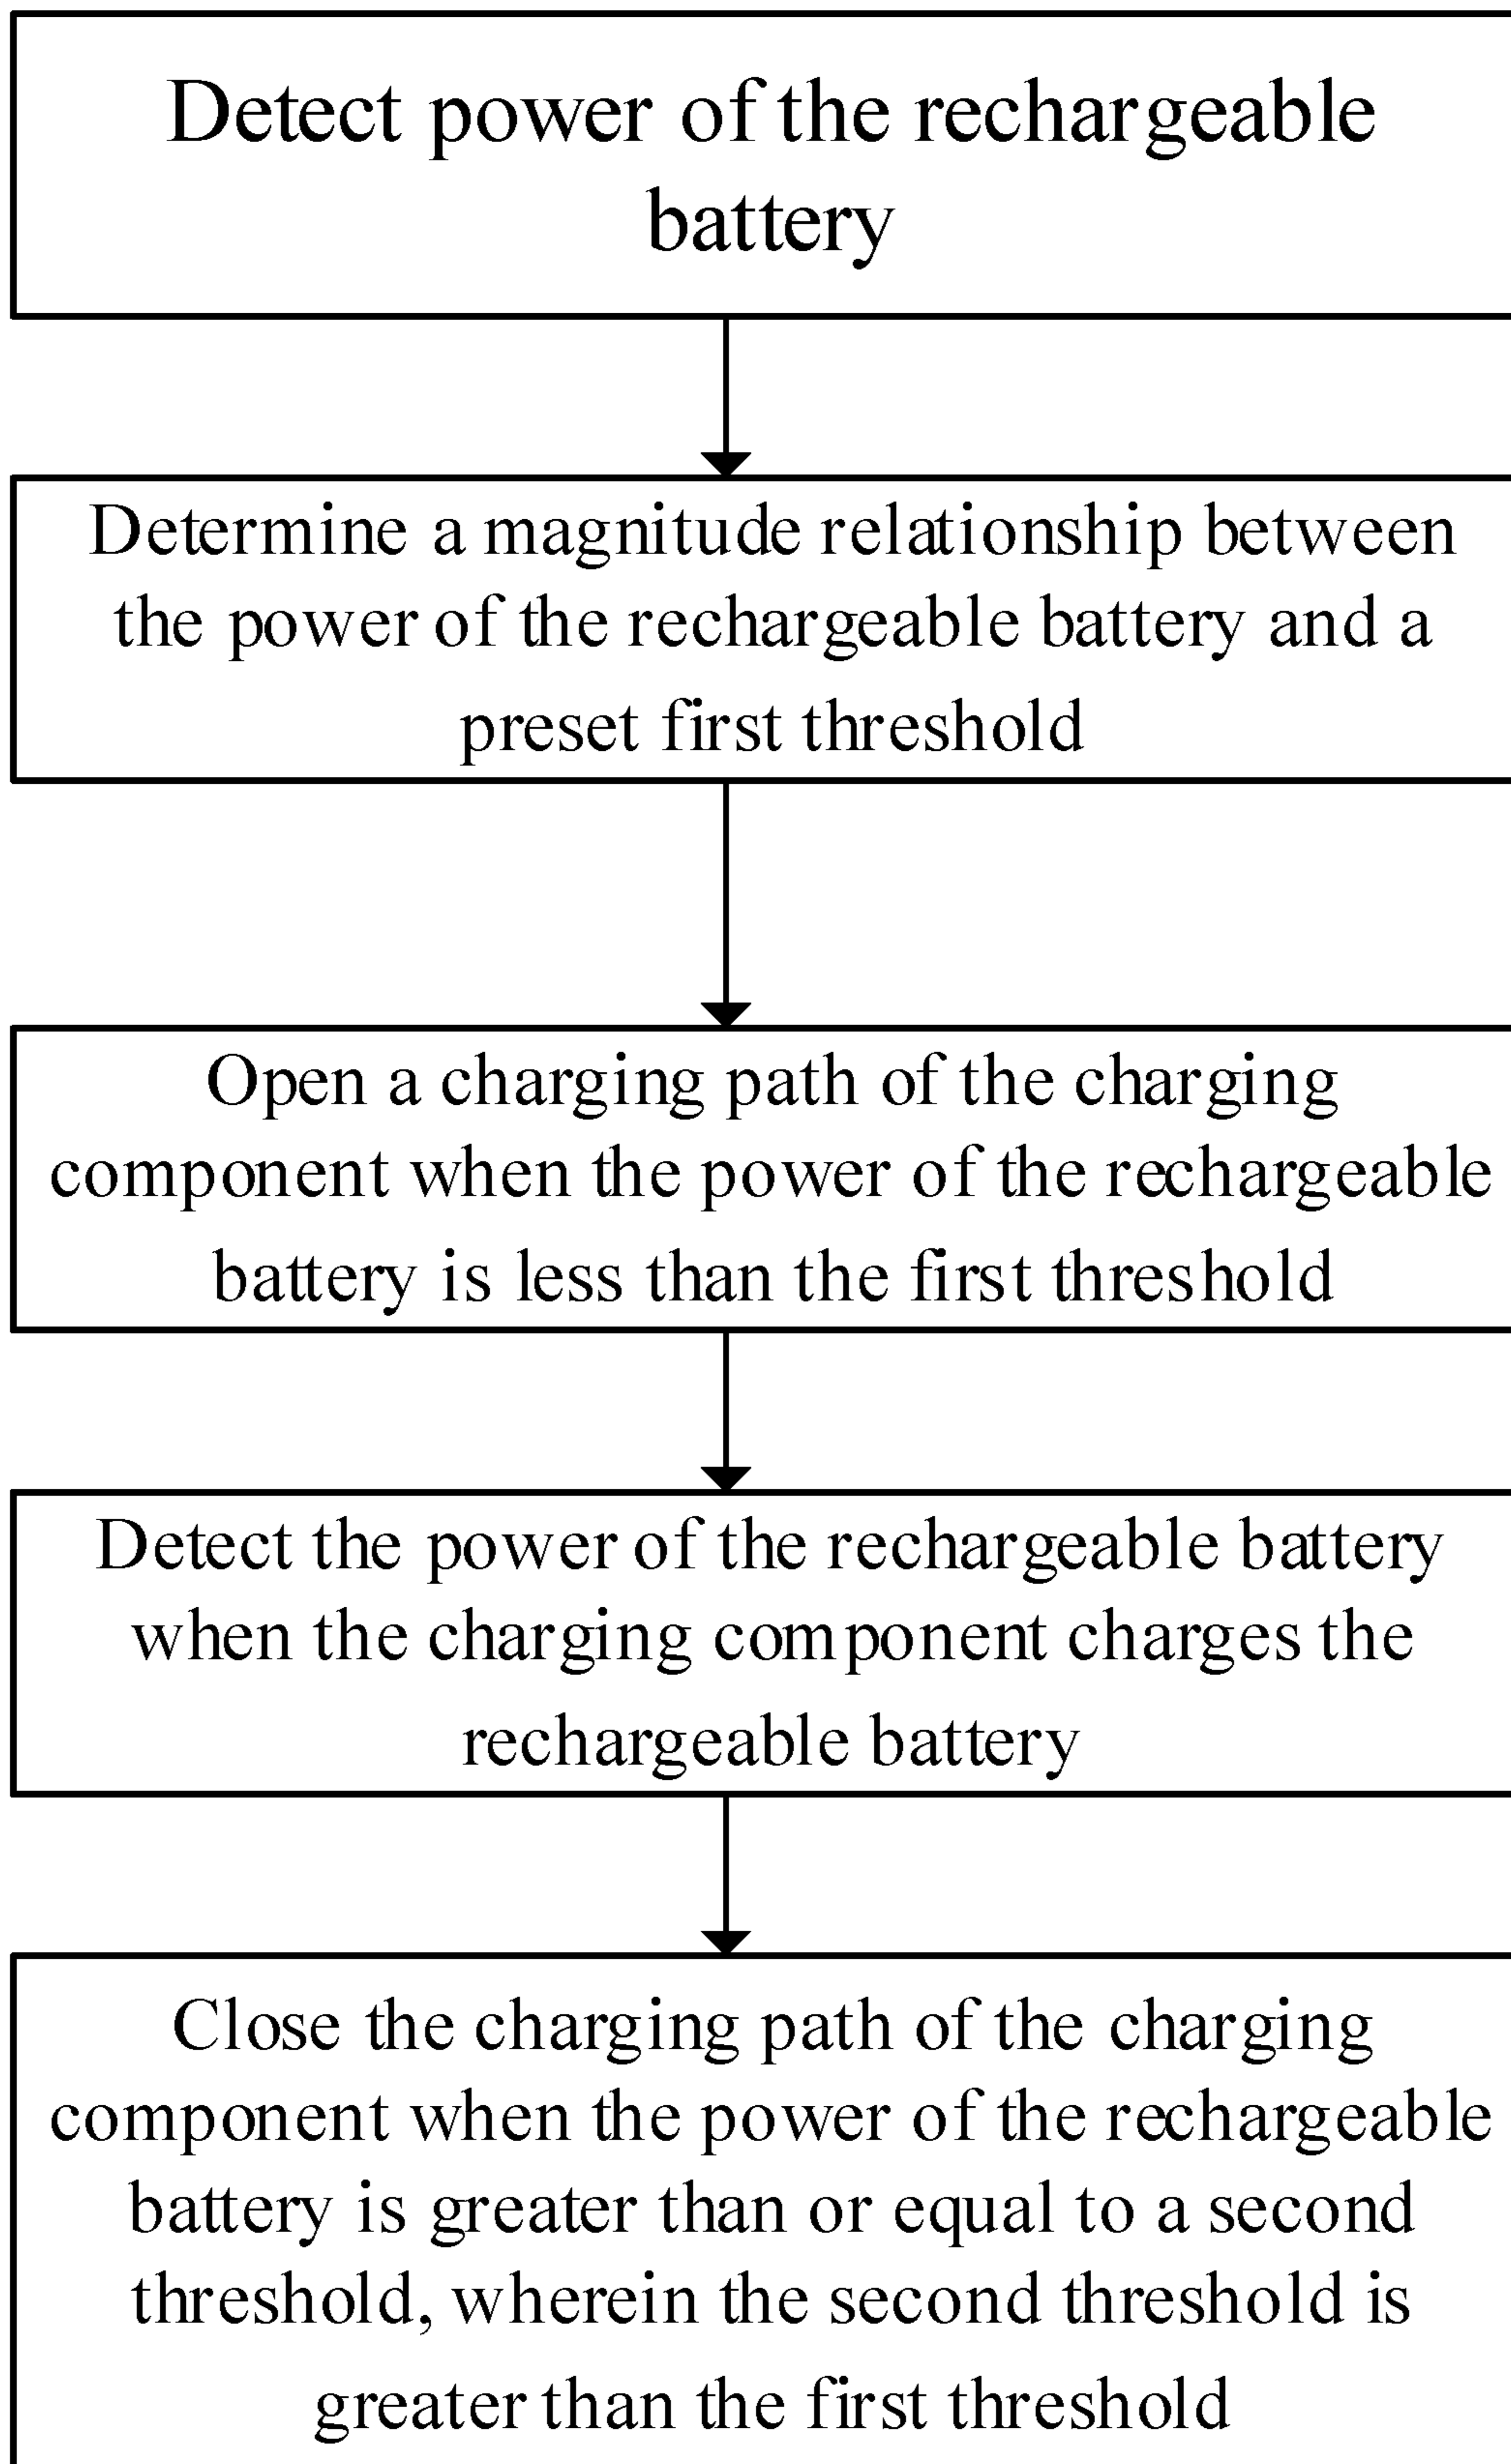 Detect power of the rechargeable
battery
Determine a magnitude relationship between
the power of the rechargeable battery and a
preset first threshold
Open a charging path of the charging
component when the power of the rechargeable
battery is less than the first threshold
Detect the power of the rechargeable battery
when the charging component charges the
rechargeable battery
Close the charging path of the charging
component when the power of the rechargeable
battery is greater than or equal to a second
threshold, wherein the second threshold is
greater than the first threshold